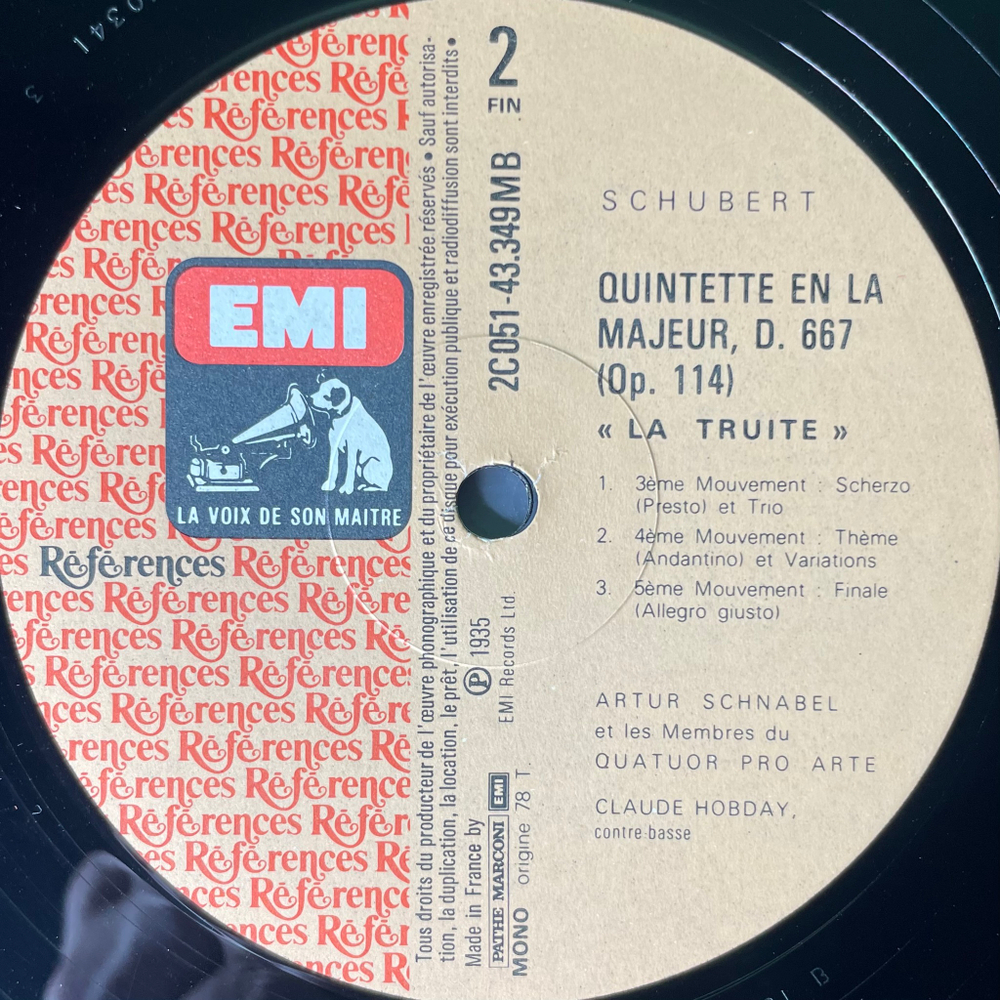 EMI
LA VOIX DE SON MAITRE
Références
Tous droits du producteur de l'œuvre phonographique et du propriétaire de l'œuvre enregistrée réservés • Sauf autorisa-
tion, la duplication, la location, le prêt, l'utilisation de ce disque pour exécution publique et radiodiffusion sont interdits •
Made in France by
PATHE MARCONI EMI
MONO origine 78 T.
℗ 1935
EMI Records Ltd.
2C051-43.349MB
2
FIN
SCHUBERT
QUINTETTE EN LA
MAJEUR, D. 667
(Op. 114)
« LA TRUITE »
1. 3ème Mouvement : Scherzo
(Presto) et Trio
2. 4ème Mouvement : Thème
(Andantino) et Variations
3. 5ème Mouvement : Finale
(Allegro giusto)
ARTUR SCHNABEL
et les Membres du
QUATUOR PRO ARTE
CLAUDE HOBDAY,
contre-basse